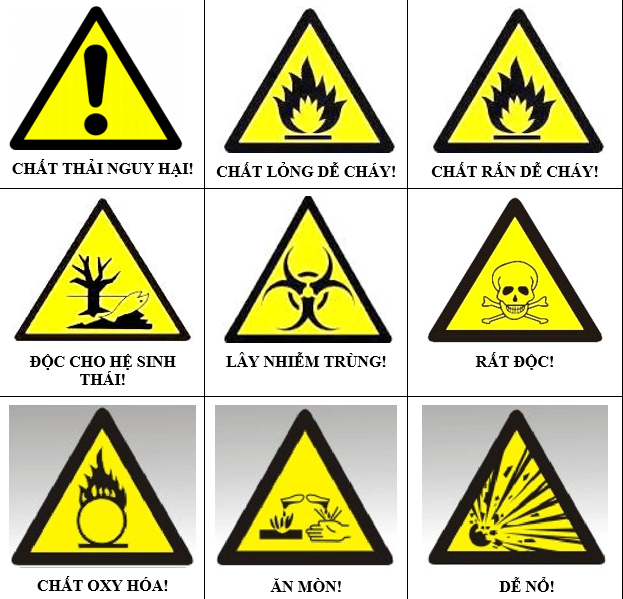 CHẤT THẢI NGUY HẠI!
CHẤT LỎNG DỄ CHÁY!
CHẤT RẮN DỄ CHÁY!
ĐỘC CHO HỆ SINH
THÁI!
LÂY NHIỄM TRÙNG!
RẤT ĐỘC!
CHẤT OXY HÓA!
ĂN MÒN!
DỄ NỔ!